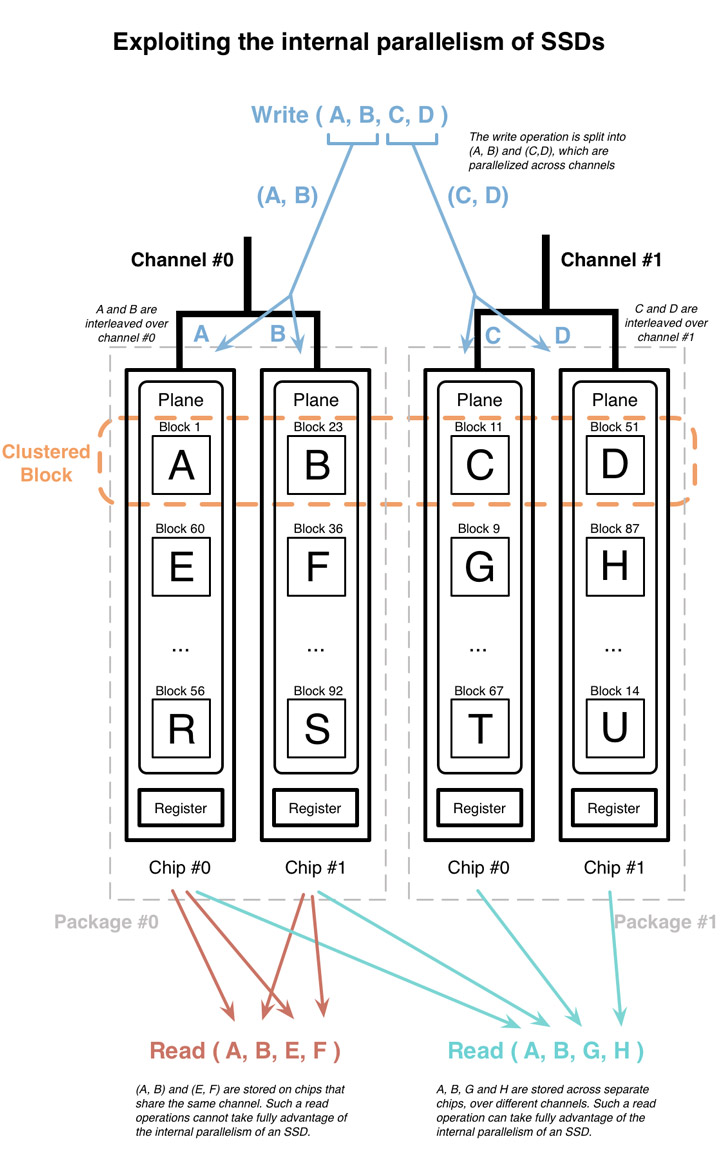 Exploiting the internal parallelism of SSDs
Write ( A, B, C, D )
The write operation is split into
(A, B) and (C,D), which are
parallelized across channels
(A, B)
(C, D)
Channel #0
Channel #1
A and B are
interleaved over
channel #0
C and D are
interleaved over
channel #1
A
B
C
D
Plane
Plane
Plane
Plane
Clustered
Block
Block 1
Block 23
Block 11
Block 51
A
B
C
D
Block 60
Block 36
Block 9
Block 87
E
F
G
H
...
...
...
...
Block 56
Block 92
Block 67
Block 14
R
S
T
U
Register
Register
Register
Register
Chip #0
Chip #1
Chip #0
Chip #1
Package #0
Package #1
Read ( A, B, E, F )
Read ( A, B, G, H )
(A, B) and (E, F) are stored on chips that
share the same channel. Such a read
operations cannot take fully advantage of
the internal parallelism of an SSD.
A, B, G and H are stored across separate
chips, over different channels. Such a read
operation can take fully advantage of the
internal parallelism of an SSD.